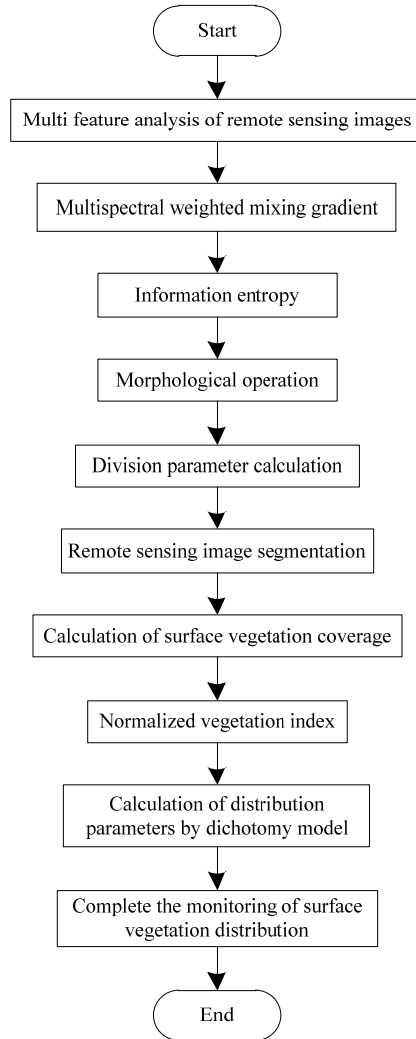 Start
Multi feature analysis of remote sensing images
Multispectral weighted mixing gradient
Information entropy
Morphological operation
Division parameter calculation
Remote sensing image segmentation
Calculation of surface vegetation coverage
Normalized vegetation index
Calculation of distribution
parameters by dichotomy model
Complete the monitoring of surface
vegetation distribution
End